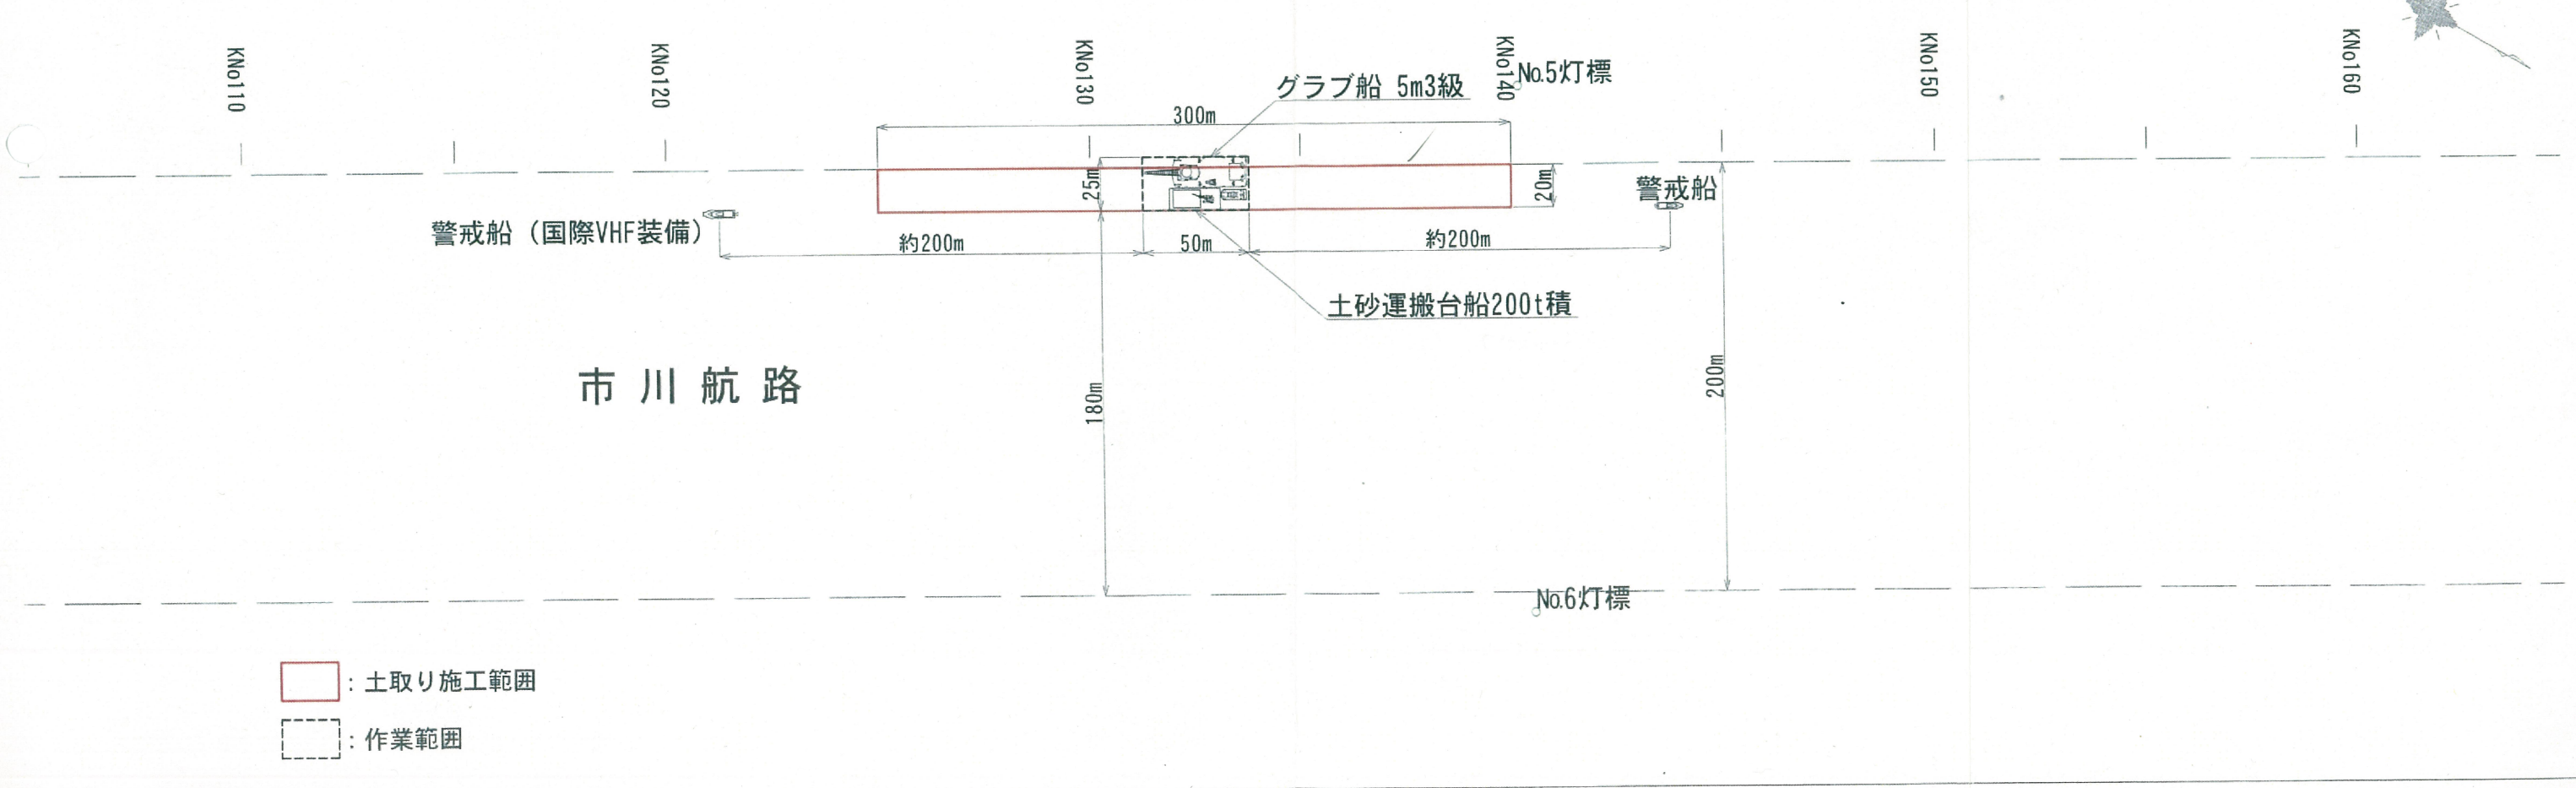 KNo110
KNo120
KNo130
KNo140
KNo150
KNo160
No.5灯標
グラブ船 5m3級
300m
25m
20m
警戒船
警戒船（国際VHF装備）
約200m
50m
約200m
土砂運搬台船200t積
市川航路
180m
200m
No.6灯標
：土取り施工範囲
：作業範囲